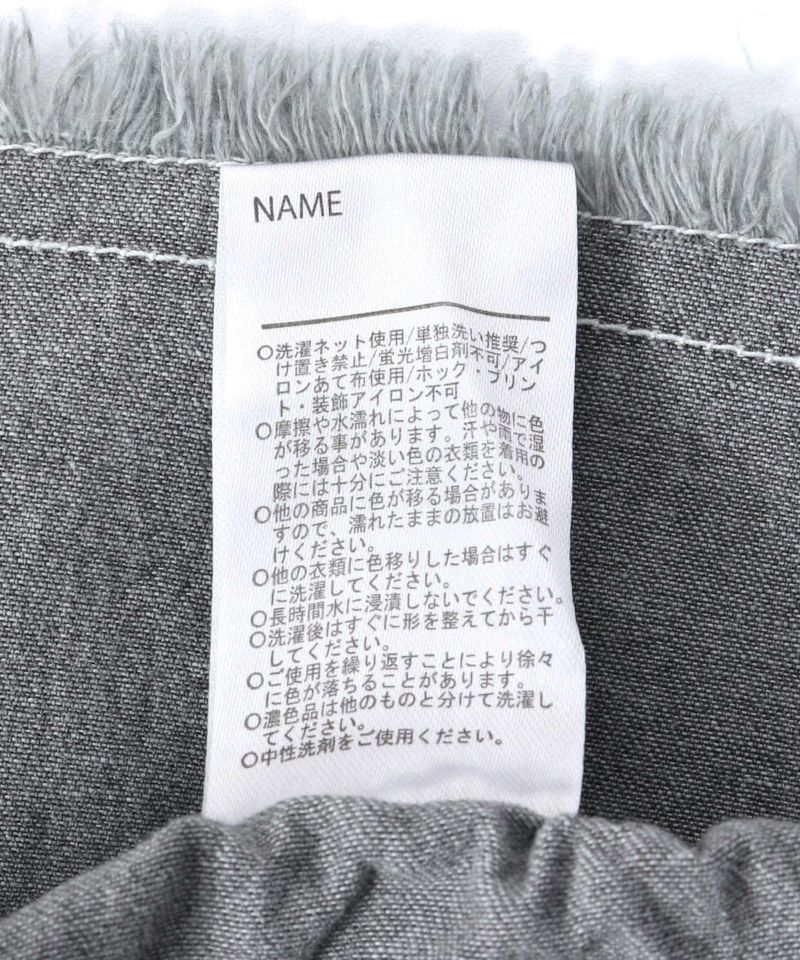 NAME
○洗濯ネット使用/単独洗い推奨/つ
け置き禁止/蛍光増白剤不可/アイ
ロンあて布使用/ホック・プリン
ト・装飾アイロン不可
○摩擦や水濡れによって他の物に色
が移る事があります。汗や雨で湿
った場合や淡い色の衣類を着用の
際には十分にご注意ください。
○他の商品に色が移る場合がありま
すので、濡れたままの放置はお避
けください。
○他の衣類に色移りした場合はすぐ
に洗濯してください。
○長時間水に浸漬しないでください。
○洗濯後はすぐに形を整えてから干
してください。
○ご使用を繰り返すことにより徐々
に色が落ちることがあります。
○濃色品は他のものと分けて洗濯し
てください。
○中性洗剤をご使用ください。